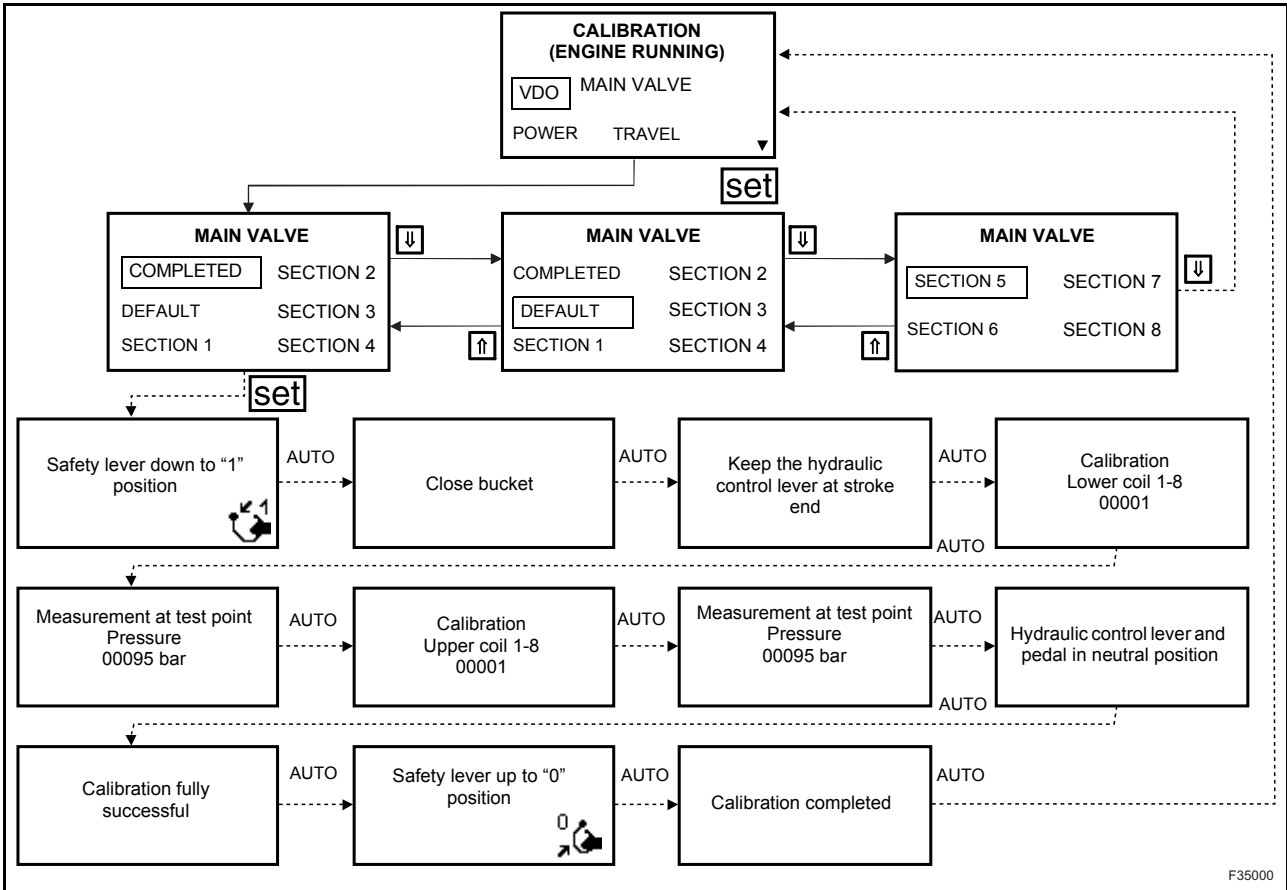 CALIBRATION
(ENGINE RUNNING)
VDO MAIN VALVE
POWER TRAVEL
▼
set
MAIN VALVE
COMPLETED SECTION 2
DEFAULT SECTION 3
SECTION 1 SECTION 4
⇓
MAIN VALVE
COMPLETED SECTION 2
DEFAULT SECTION 3
SECTION 1 SECTION 4
⇑
⇓
MAIN VALVE
SECTION 5 SECTION 7
SECTION 6 SECTION 8
⇑
⇓
set
Safety lever down to “1”
position
1
AUTO
Close bucket
AUTO
Keep the hydraulic
control lever at stroke
end
AUTO
Calibration
Lower coil 1-8
00001
AUTO
Measurement at test point
Pressure
00095 bar
AUTO
Calibration
Upper coil 1-8
00001
AUTO
Measurement at test point
Pressure
00095 bar
AUTO
Hydraulic control lever and
pedal in neutral position
AUTO
Calibration fully
successful
AUTO
Safety lever up to “0”
position
0
AUTO
Calibration completed
AUTO
F35000